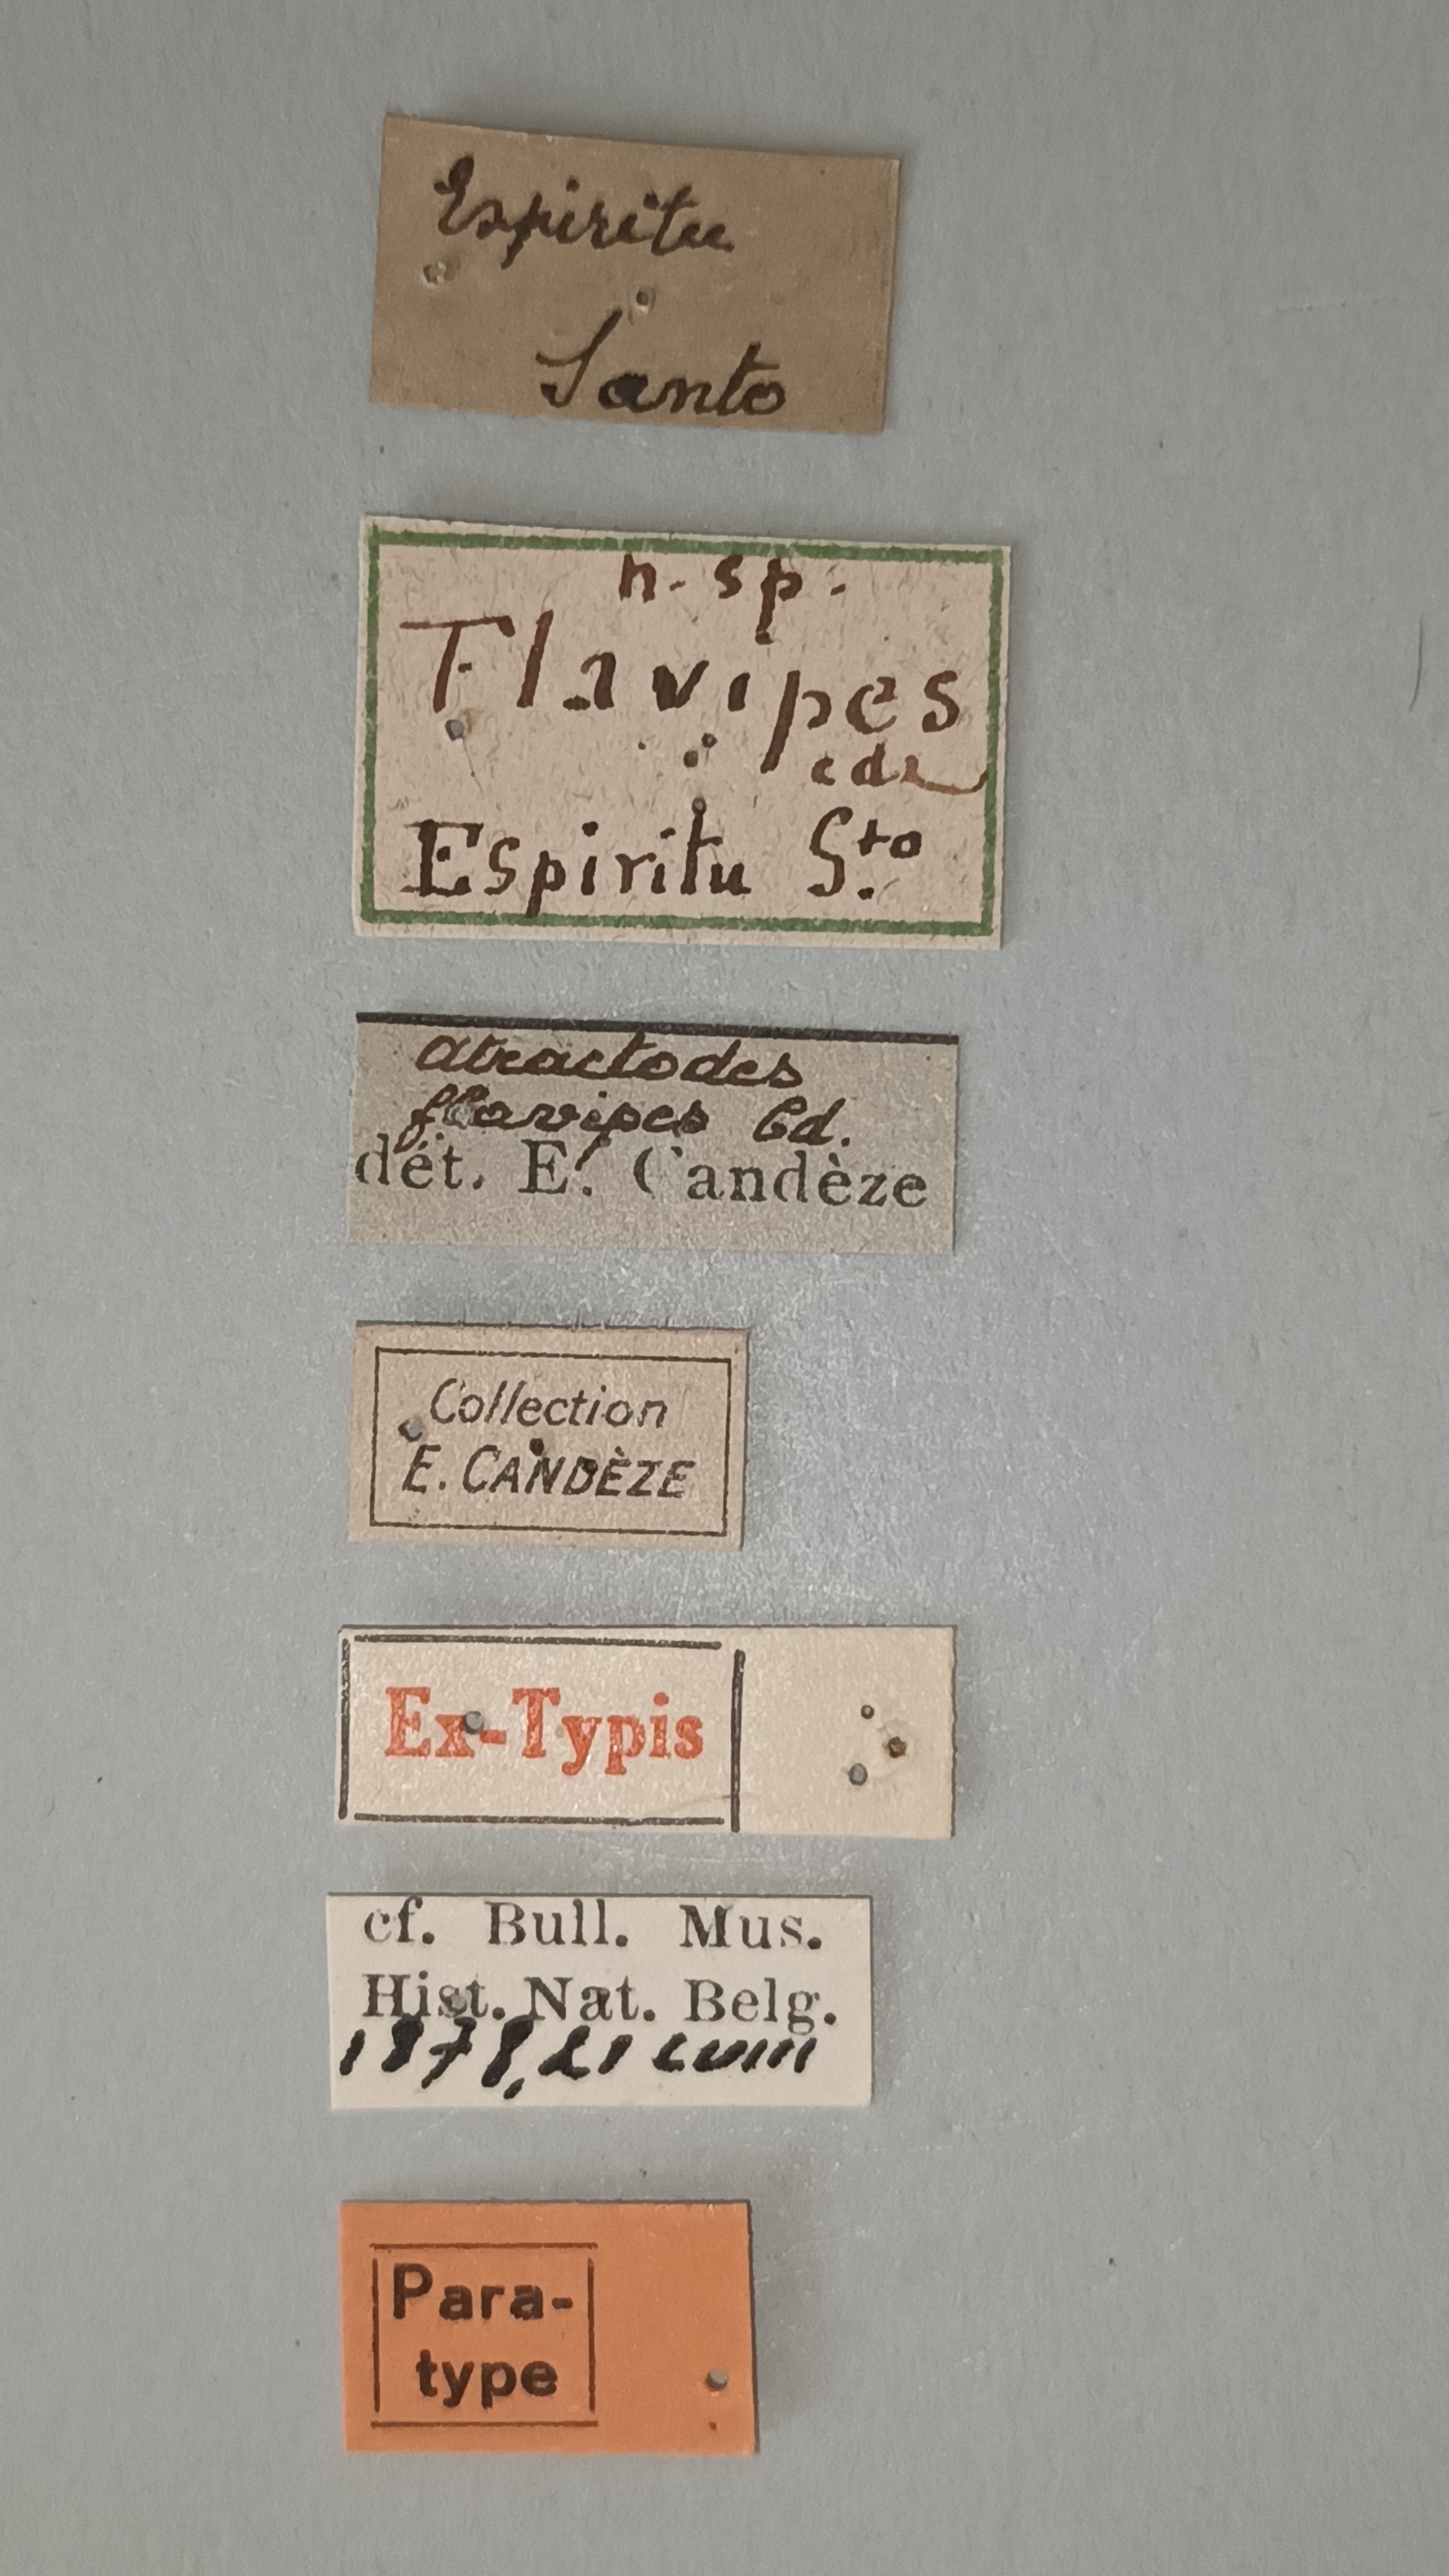 Espiritu
Santo
n. sp.
Flavipes
cdz
Espiritu Sto.
atractodes
flavipes Cd.
dét. E. Candèze
Collection
E. CANDÈZE
Ex-Typis
cf. Bull. Mus.
Hist. Nat. Belg.
1878,
Para-
type